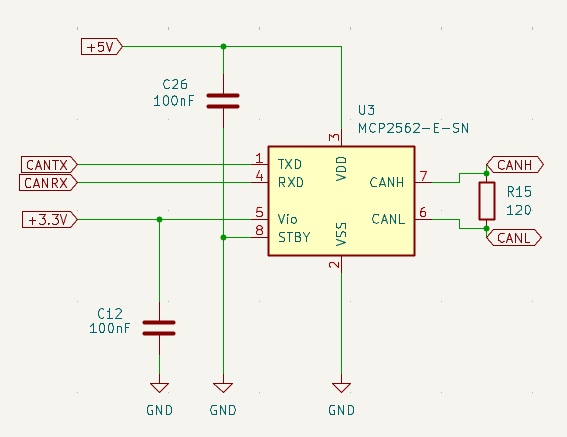 +5V
C26
100nF
U3
MCP2562-E-SN
3
VDD
CANTX
1
TXD
CANRX
4
RXD
CANH
7
CANH
R15
120
+3.3V
5
Vio
CANL
6
8
STBY
VSS
CANL
2
C12
100nF
GND
GND
GND